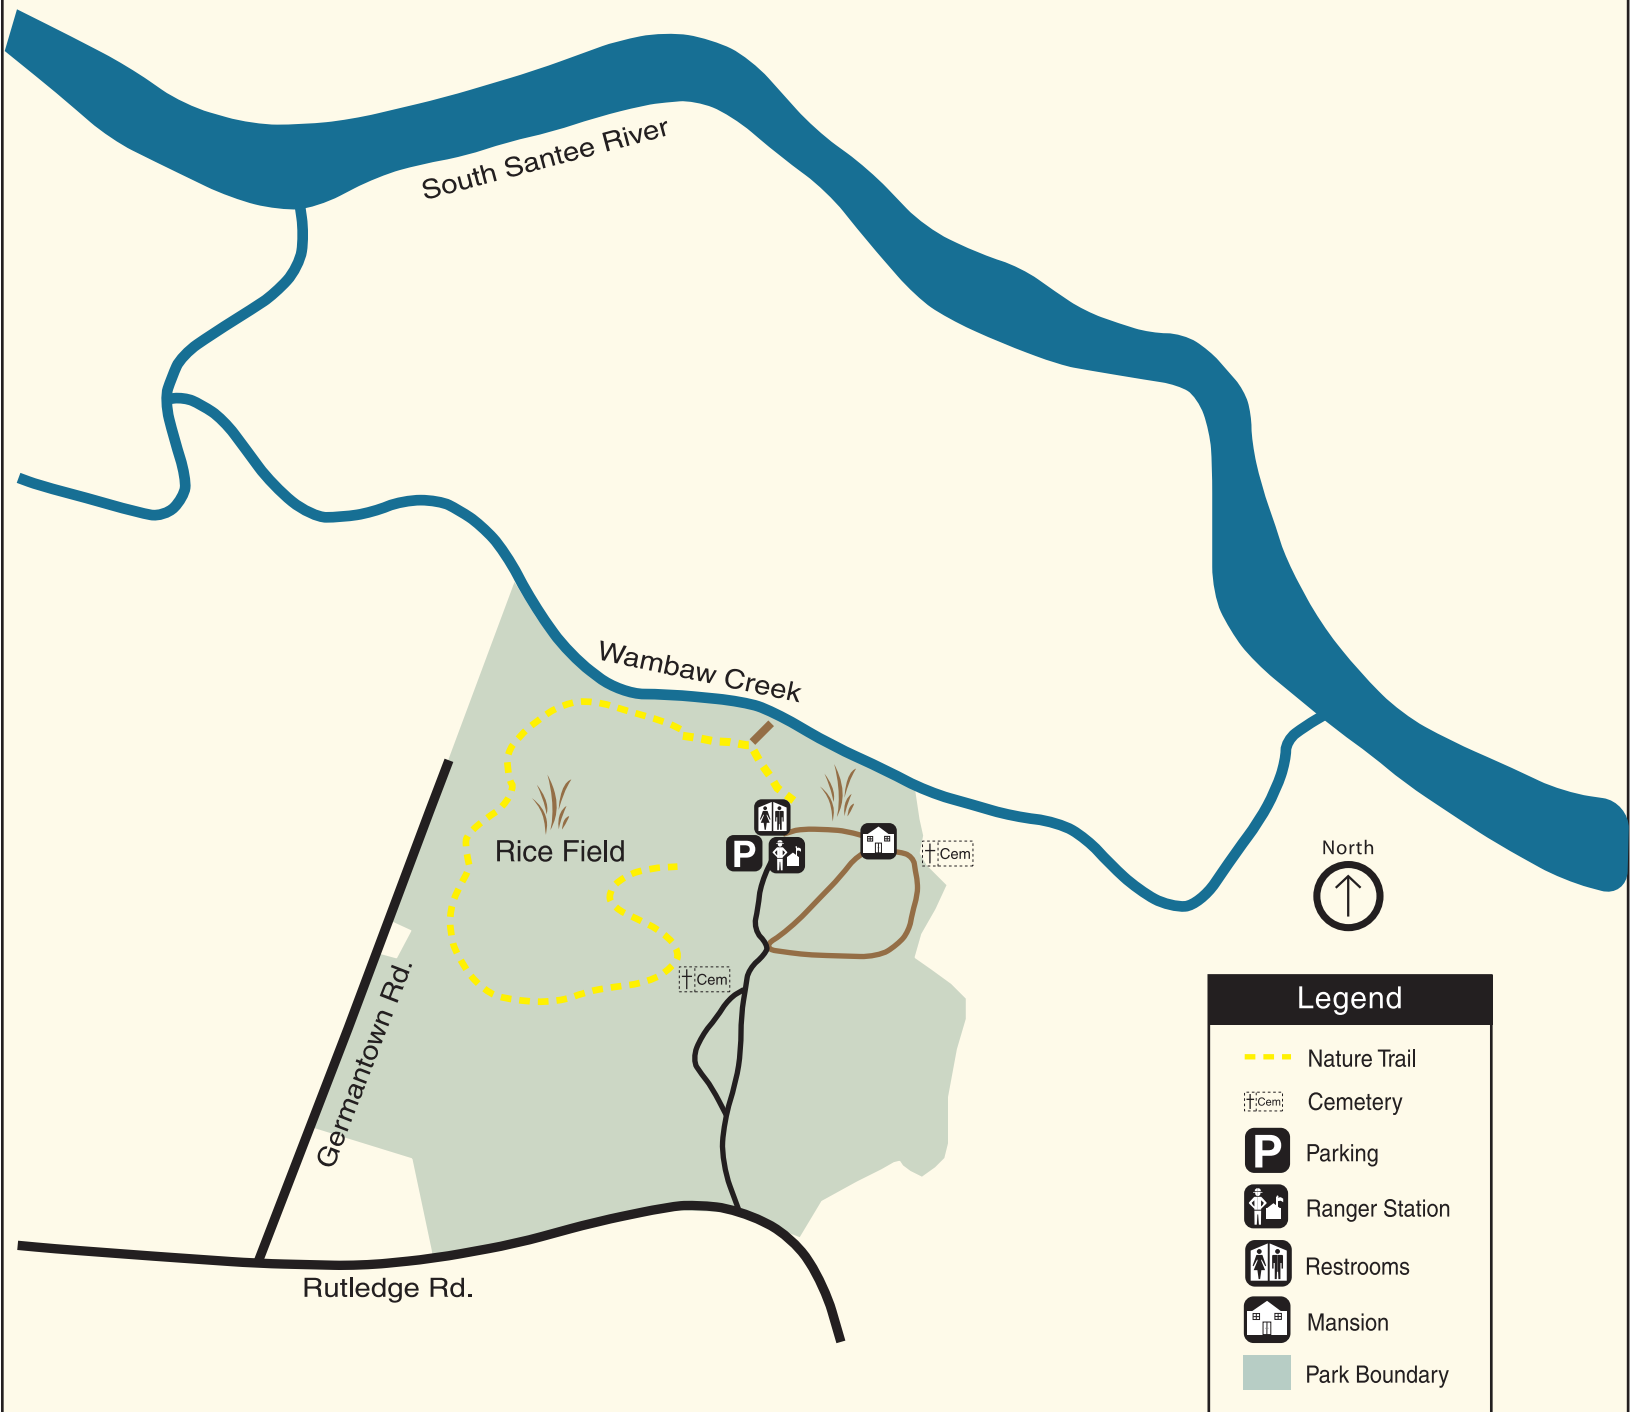 South Santee River
Wambaw Creek
Rice Field
P
Cem
Cem
Germantown Rd.
Rutledge Rd.
North
Legend
Nature Trail
Cem
Cemetery
P
Parking
Ranger Station
Restrooms
Mansion
Park Boundary